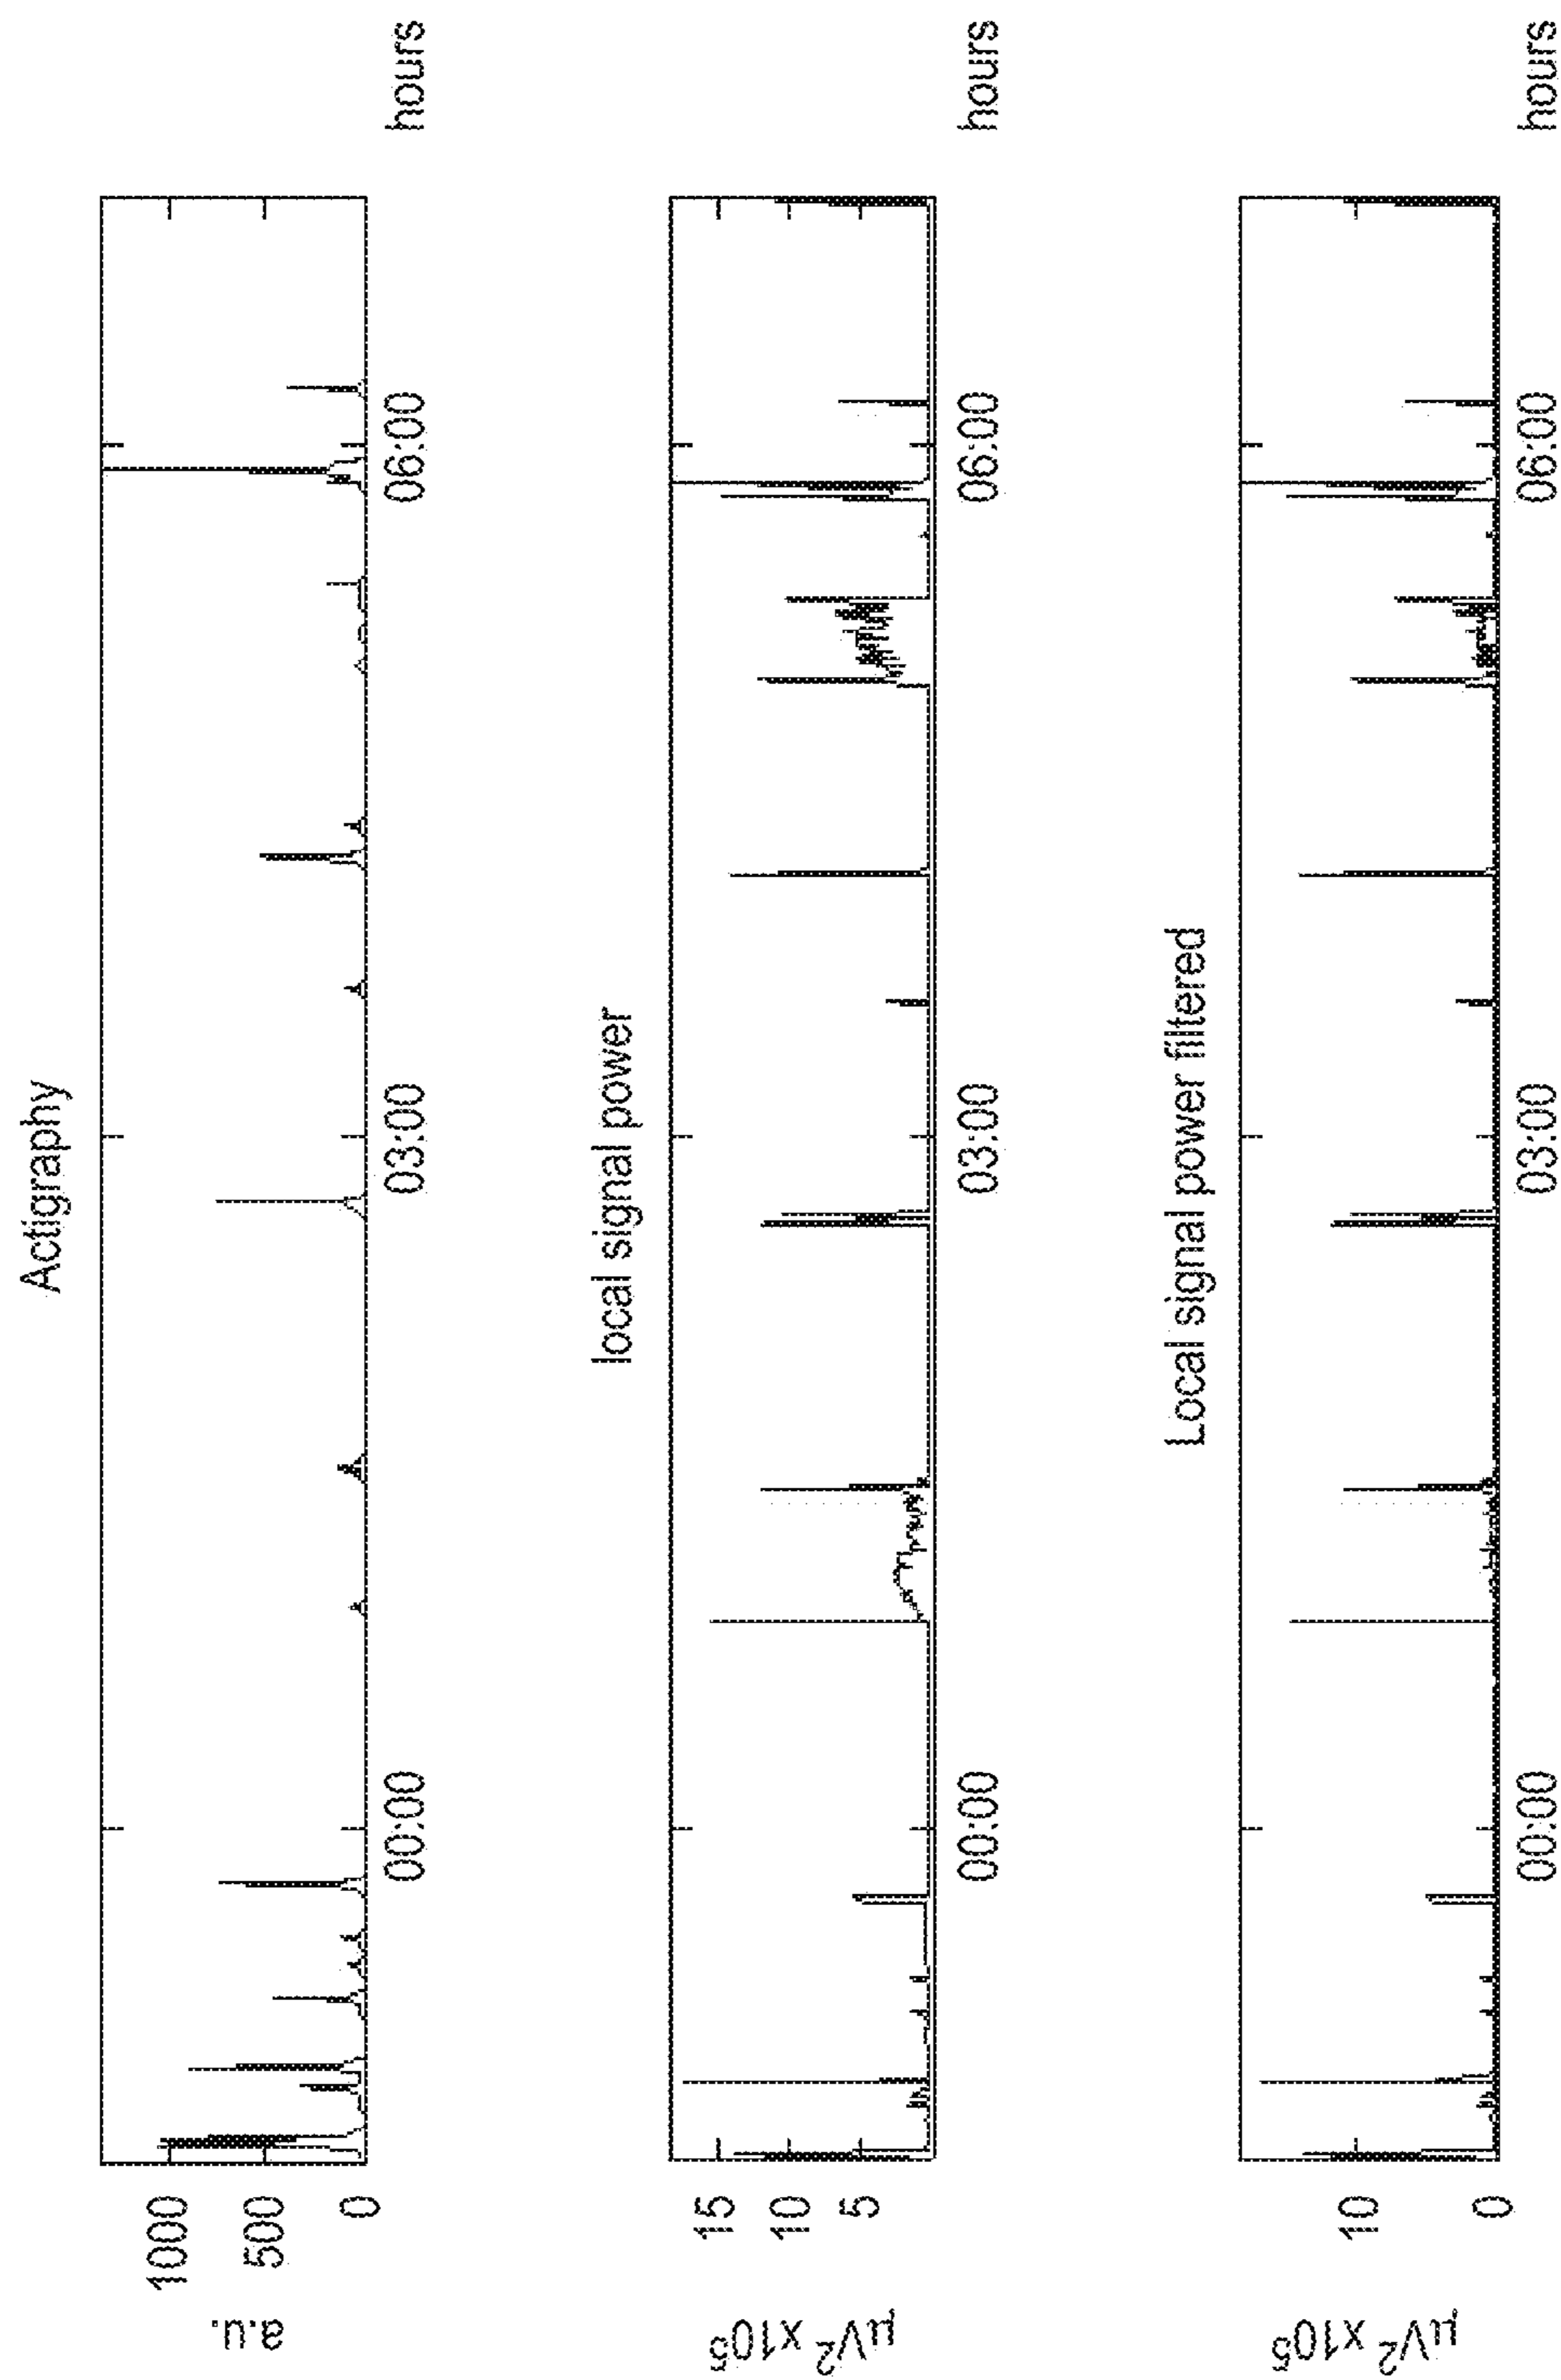 Actigraphy
a.u.
1000
500
0
00:00 03:00 06:00 hours
local signal power
µV² x10⁵
15
10
5
00:00 03:00 06:00 hours
Local signal power filtered
µV² x10⁵
10
0
00:00 03:00 06:00 hours